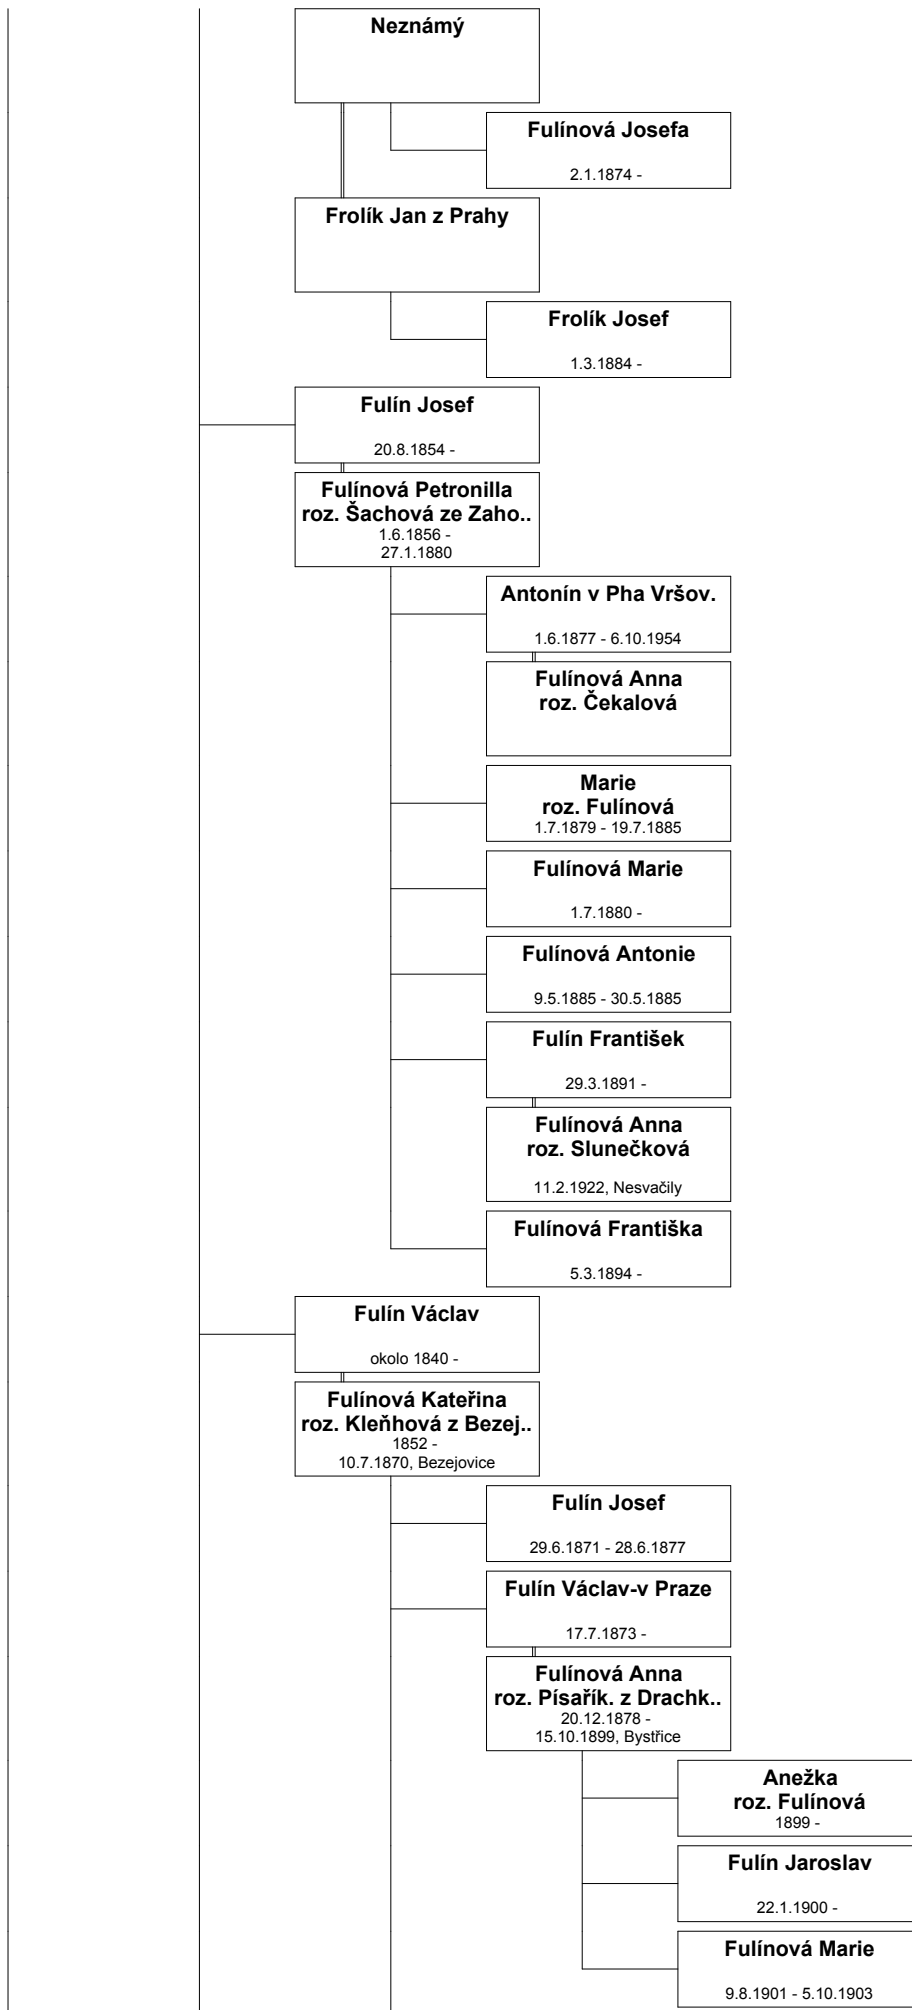 Neznámý
Fulínová Josefa
2.1.1874 -
Frolík Jan z Prahy
Frolík Josef
1.3.1884 -
Fulín Josef
20.8.1854 -
Fulínová Petronilla
roz. Šachová ze Zaho..
1.6.1856 -
27.1.1880
Antonín v Pha Vršov.
1.6.1877 - 6.10.1954
Fulínová Anna
roz. Čekalová
Marie
roz. Fulínová
1.7.1879 - 19.7.1885
Fulínová Marie
1.7.1880 -
Fulínová Antonie
9.5.1885 - 30.5.1885
Fulín František
29.3.1891 -
Fulínová Anna
roz. Slunečková
11.2.1922, Nesvačily
Fulínová Františka
5.3.1894 -
Fulín Václav
okolo 1840 -
Fulínová Kateřina
roz. Kleňhová z Bezej..
1852 -
10.7.1870, Bezejovice
Fulín Josef
29.6.1871 - 28.6.1877
Fulín Václav-v Praze
17.7.1873 -
Fulínová Anna
roz. Písařík. z Drachk..
20.12.1878 -
15.10.1899, Bystřice
Anežka
roz. Fulínová
1899 -
Fulín Jaroslav
22.1.1900 -
Fulínová Marie
9.8.1901 - 5.10.1903